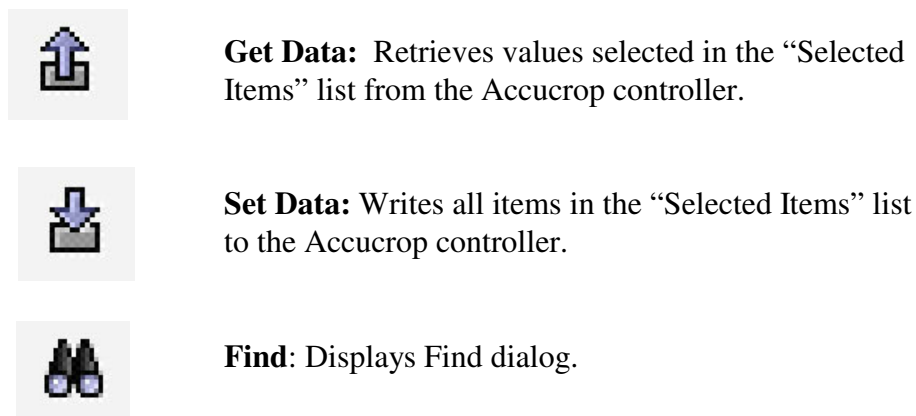 Get Data:  Retrieves values selected in the “Selected
Items” list from the Accucrop controller.
Set Data: Writes all items in the “Selected Items” list
to the Accucrop controller.
Find: Displays Find dialog.